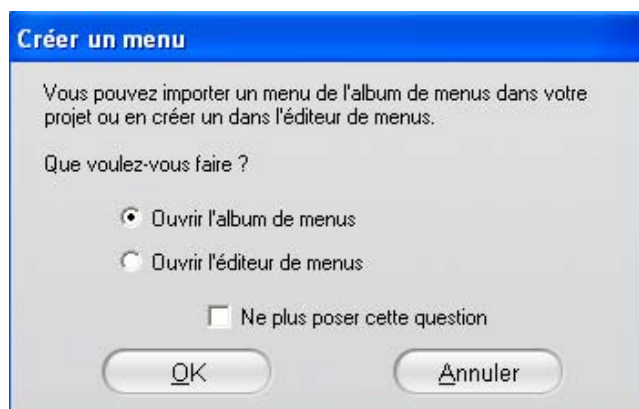 Créer un menu
Vous pouvez importer un menu de l'album de menus dans votre
projet ou en créer un dans l'éditeur de menus.
Que voulez-vous faire ?
Ouvrir l'album de menus
Ouvrir l'éditeur de menus
Ne plus poser cette question
OK
Annuler